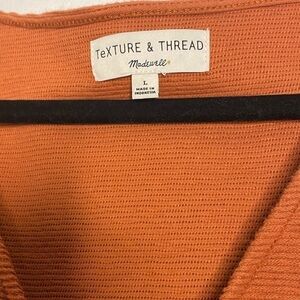 TeXTURE & THREAD
Madewell
L
MADE IN
INDONESIA